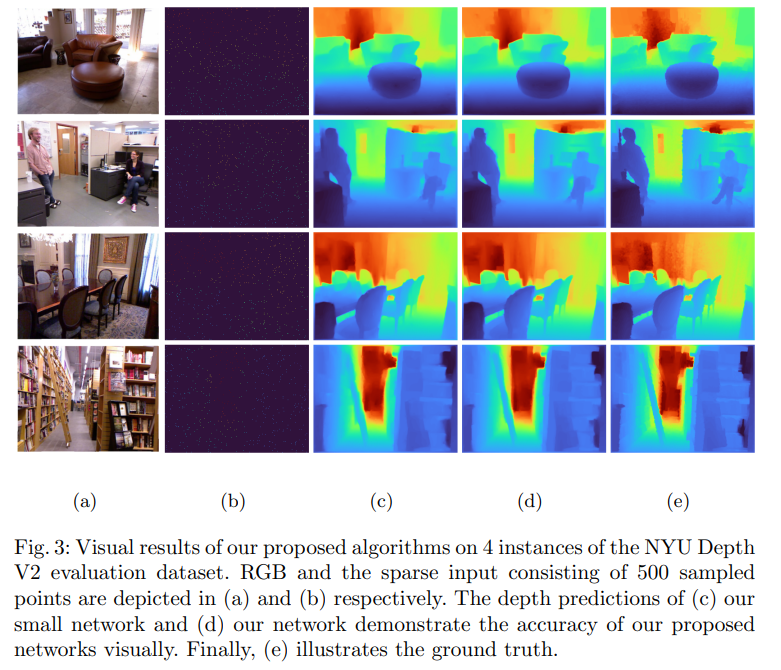 (a) (b) (c) (d) (e)
Fig. 3: Visual results of our proposed algorithms on 4 instances of the NYU Depth
V2 evaluation dataset. RGB and the sparse input consisting of 500 sampled
points are depicted in (a) and (b) respectively. The depth predictions of (c) our
small network and (d) our network demonstrate the accuracy of our proposed
networks visually. Finally, (e) illustrates the ground truth.